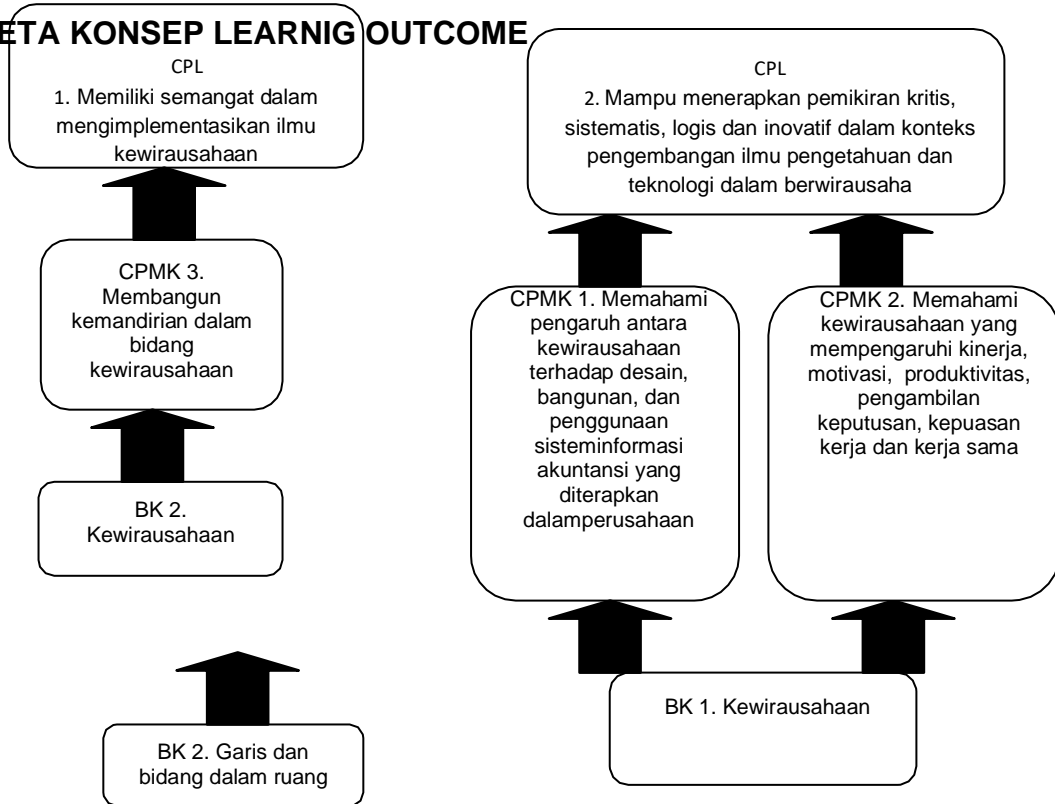 ETA KONSEP LEARNIG OUTCOME
CPL
1. Memiliki semangat dalam
mengimplementasikan ilmu
kewirausahaan
CPL
2. Mampu menerapkan pemikiran kritis,
sistematis, logis dan inovatif dalam konteks
pengembangan ilmu pengetahuan dan
teknologi dalam berwirausaha
CPMK 3.
Membangun
kemandirian dalam
bidang
kewirausahaan
CPMK 1. Memahami
pengaruh antara
kewirausahaan
terhadap desain,
bangunan, dan
penggunaan
sisteminformasi
akuntansi yang
diterapkan
dalamperusahaan
CPMK 2. Memahami
kewirausahaan yang
mempengaruhi kinerja,
motivasi, produktivitas,
pengambilan
keputusan, kepuasan
kerja dan kerja sama
BK 2.
Kewirausahaan
BK 2. Garis dan
bidang dalam ruang
BK 1. Kewirausahaan